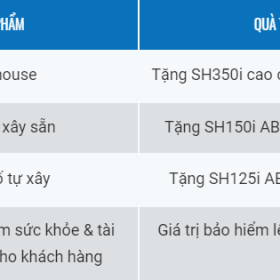 PHẨM QUÀ
house Tặng SH350i cao c
xây sẵn Tặng SH150i AB
ố tự xây Tặng SH125i AB
m sức khỏe & tài Giá trị bảo hiểm l
ho khách hàng